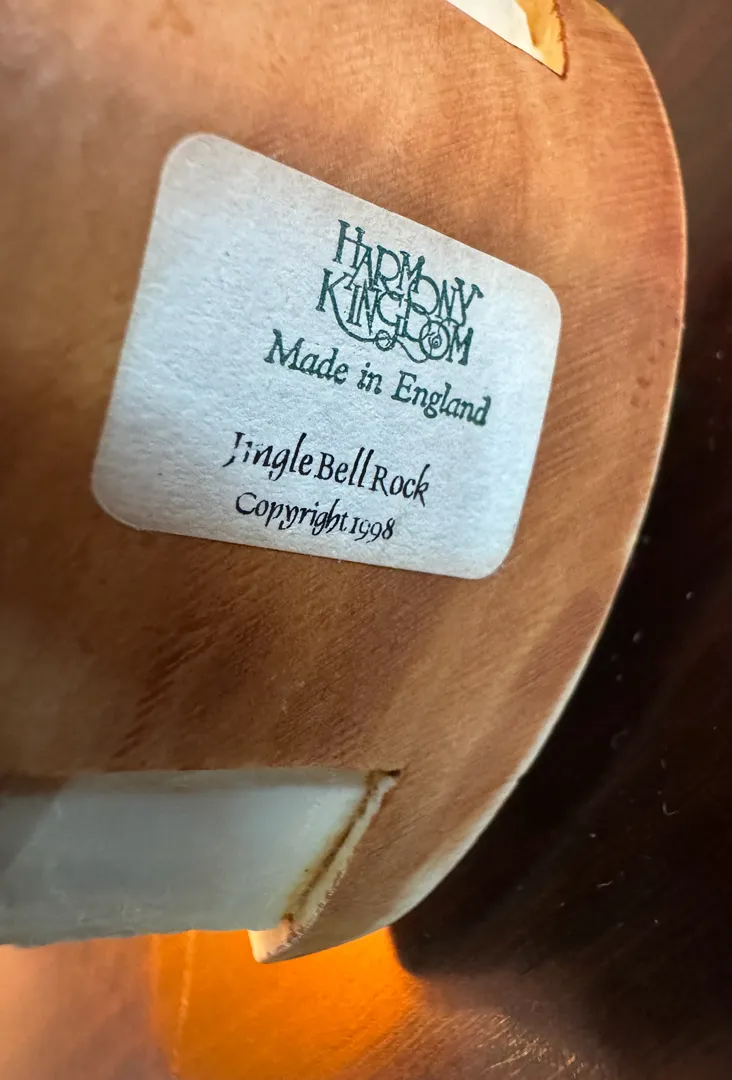 HARMONY
KINGDOM
Made in England
Jingle Bell Rock
Copyright 1998